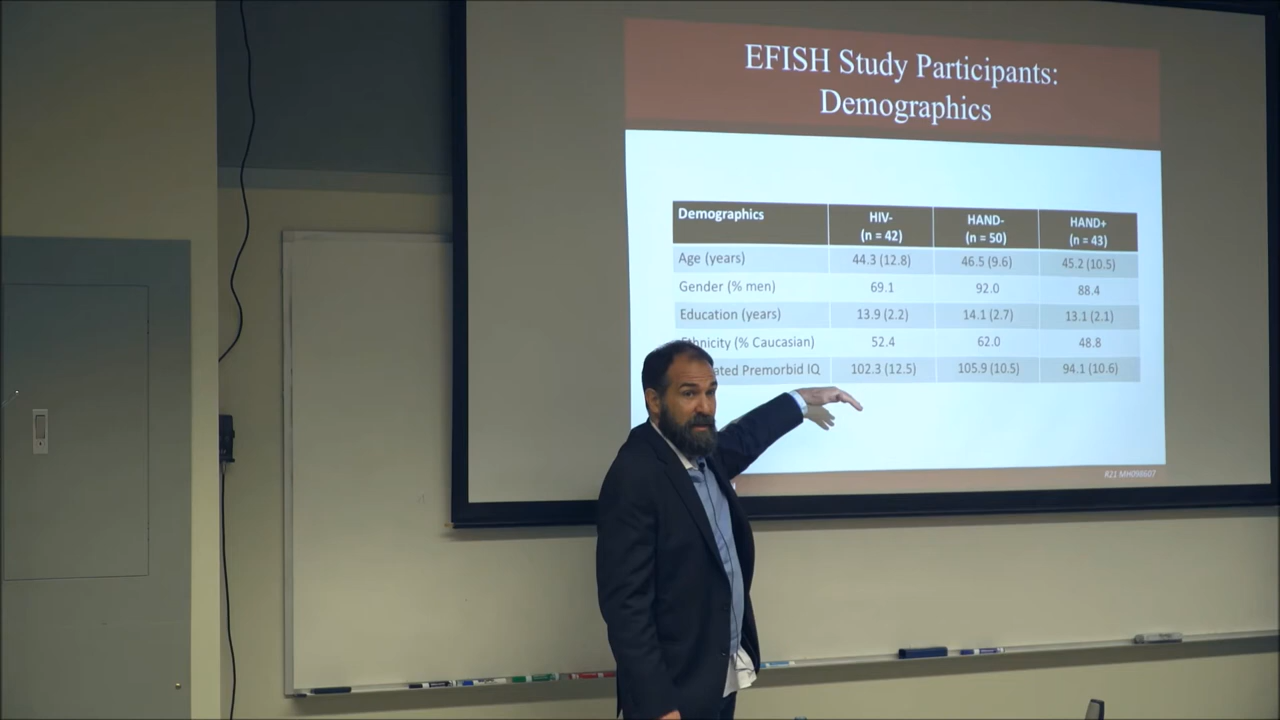 EFISH Study Participants:
Demographics
Demographics HIV- (n = 42) HAND- (n = 50) HAND+ (n = 43)
Age (years) 44.3 (12.8) 46.5 (9.6) 45.2 (10.5)
Gender (% men) 69.1 92.0 88.4
Education (years) 13.9 (2.2) 14.1 (2.7) 13.1 (2.1)
Ethnicity (% Caucasian) 52.4 62.0 48.8
Premorbid IQ 102.3 (12.5) 105.9 (10.5) 94.1 (10.6)
R21 MH098607